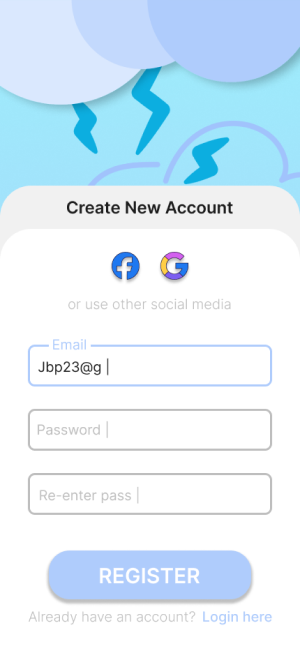 Create New Account
or use other social media
Email
Jbp23@g |
Password |
Re-enter pass |
REGISTER
Already have an account? Login here